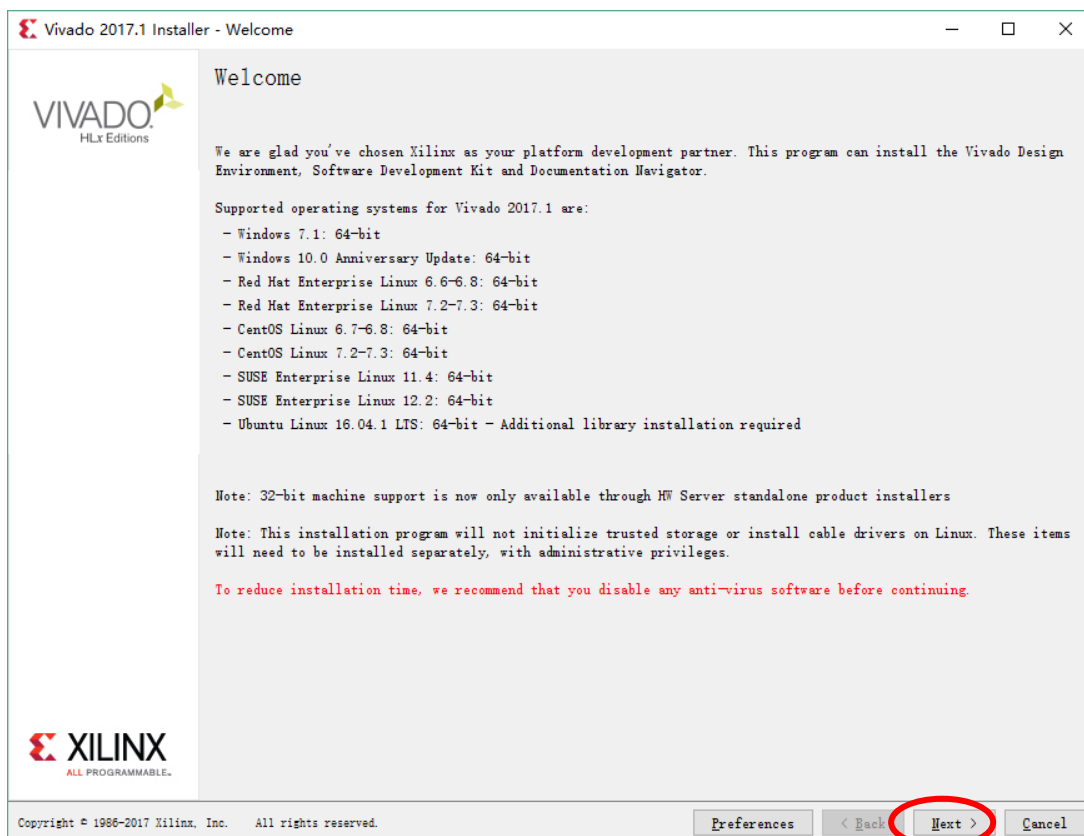 Vivado 2017.1 Installer - Welcome
VIVADO.
HLx Editions
Welcome
We are glad you've chosen Xilinx as your platform development partner. This program can install the Vivado Design
Environment, Software Development Kit and Documentation Navigator.
Supported operating systems for Vivado 2017.1 are:
- Windows 7.1: 64-bit
- Windows 10.0 Anniversary Update: 64-bit
- Red Hat Enterprise Linux 6.6-6.8: 64-bit
- Red Hat Enterprise Linux 7.2-7.3: 64-bit
- CentOS Linux 6.7-6.8: 64-bit
- CentOS Linux 7.2-7.3: 64-bit
- SUSE Enterprise Linux 11.4: 64-bit
- SUSE Enterprise Linux 12.2: 64-bit
- Ubuntu Linux 16.04.1 LTS: 64-bit - Additional library installation required
Note: 32-bit machine support is now only available through HW Server standalone product installers
Note: This installation program will not initialize trusted storage or install cable drivers on Linux. These items
will need to be installed separately, with administrative privileges.
To reduce installation time, we recommend that you disable any anti-virus software before continuing.
XILINX
ALL PROGRAMMABLE™
Copyright © 1986-2017 Xilinx, Inc. All rights reserved.
Preferences < Back Next > Cancel